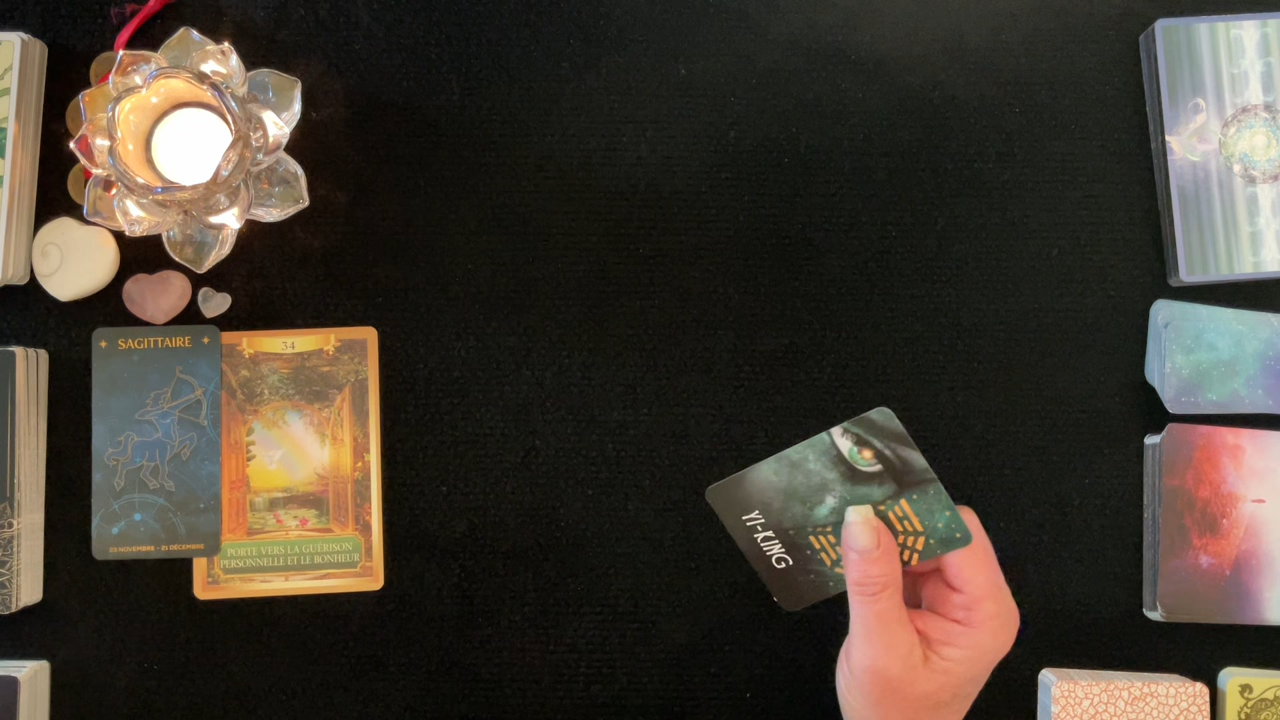 SAGITTAIRE
23 NOVEMBRE - 21 DÉCEMBRE
34
PORTE VERS LA GUÉRISON
PERSONNELLE ET LE BONHEUR
YI-KING